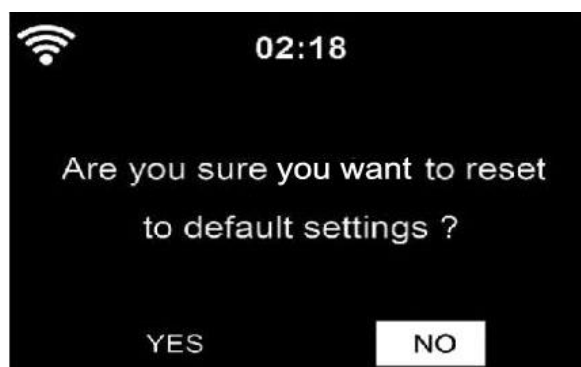 02:18
Are you sure you want to reset
to default settings ?
YES NO